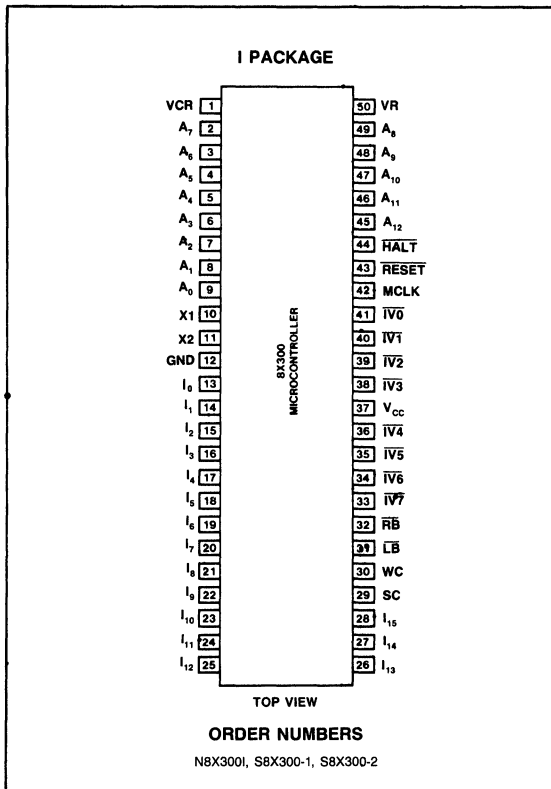 I PACKAGE
VCR 1 50 VR
A7 2 49 A8
A6 3 48 A9
A5 4 47 A10
A4 5 46 A11
A3 6 45 A12
A2 7 44 HALT
A1 8 43 RESET
A0 9 42 MCLK
X1 10 41 IV0
X2 11 40 IV1
GND 12 39 IV2
I0 13 38 IV3
I1 14 37 VCC
I2 15 36 IV4
I3 16 35 IV5
I4 17 34 IV6
I5 18 33 IV7
I6 19 32 RB
I7 20 31 LB
I8 21 30 WC
I9 22 29 SC
I10 23 28 I15
I11 24 27 I14
I12 25 26 I13
8X300
MICROCONTROLLER
TOP VIEW
ORDER NUMBERS
N8X300I, S8X300-1, S8X300-2